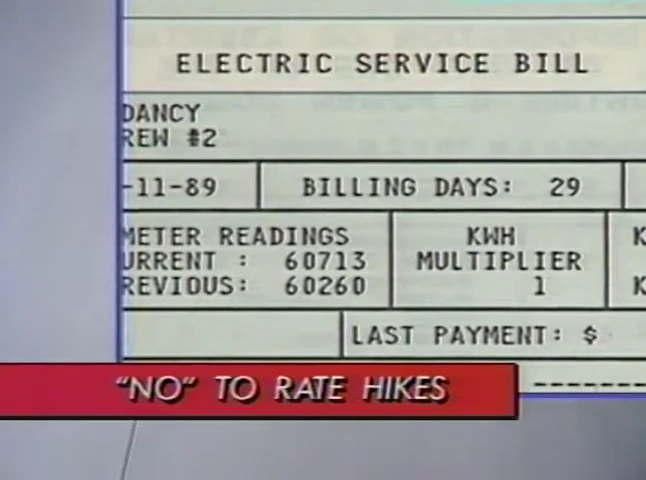 ELECTRIC SERVICE BILL
DANCY
REW #2
-11-89 BILLING DAYS: 29
METER READINGS KWH K
URRENT : 60713 MULTIPLIER
REVIOUS: 60260 1 K
LAST PAYMENT: $
“NO” TO RATE HIKES
--------